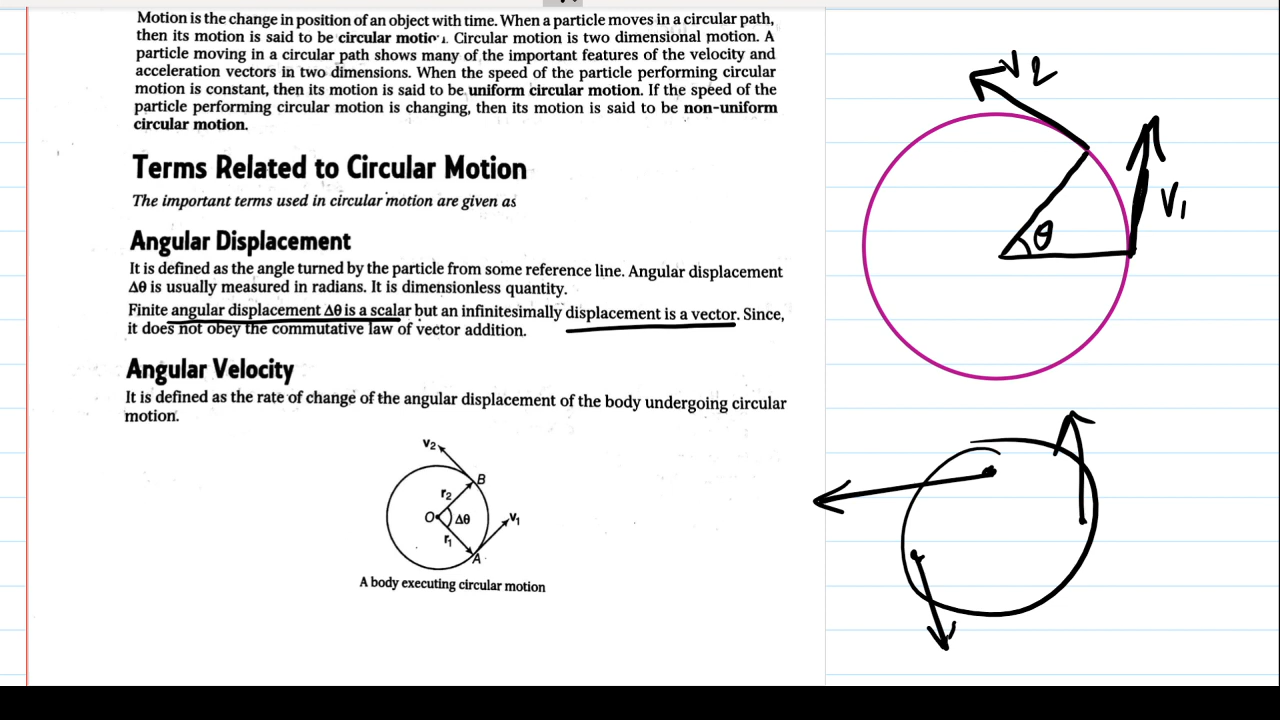 Motion is the change in position of an object with time. When a particle moves in a circular path,
then its motion is said to be circular motion. Circular motion is two dimensional motion. A
particle moving in a circular path shows many of the important features of the velocity and
acceleration vectors in two dimensions. When the speed of the particle performing circular
motion is constant, then its motion is said to be uniform circular motion. If the speed of the
particle performing circular motion is changing, then its motion is said to be non-uniform
circular motion.
Terms Related to Circular Motion
The important terms used in circular motion are given as
Angular Displacement
It is defined as the angle turned by the particle from some reference line. Angular displacement
Δθ is usually measured in radians. It is dimensionless quantity.
Finite angular displacement Δθ is a scalar but an infinitesimally displacement is a vector. Since,
it does not obey the commutative law of vector addition.
Angular Velocity
It is defined as the rate of change of the angular displacement of the body undergoing circular
motion.
v₂
B
r₂
O
Δθ
v₁
r₁
A
A body executing circular motion
v₂
θ
v₁